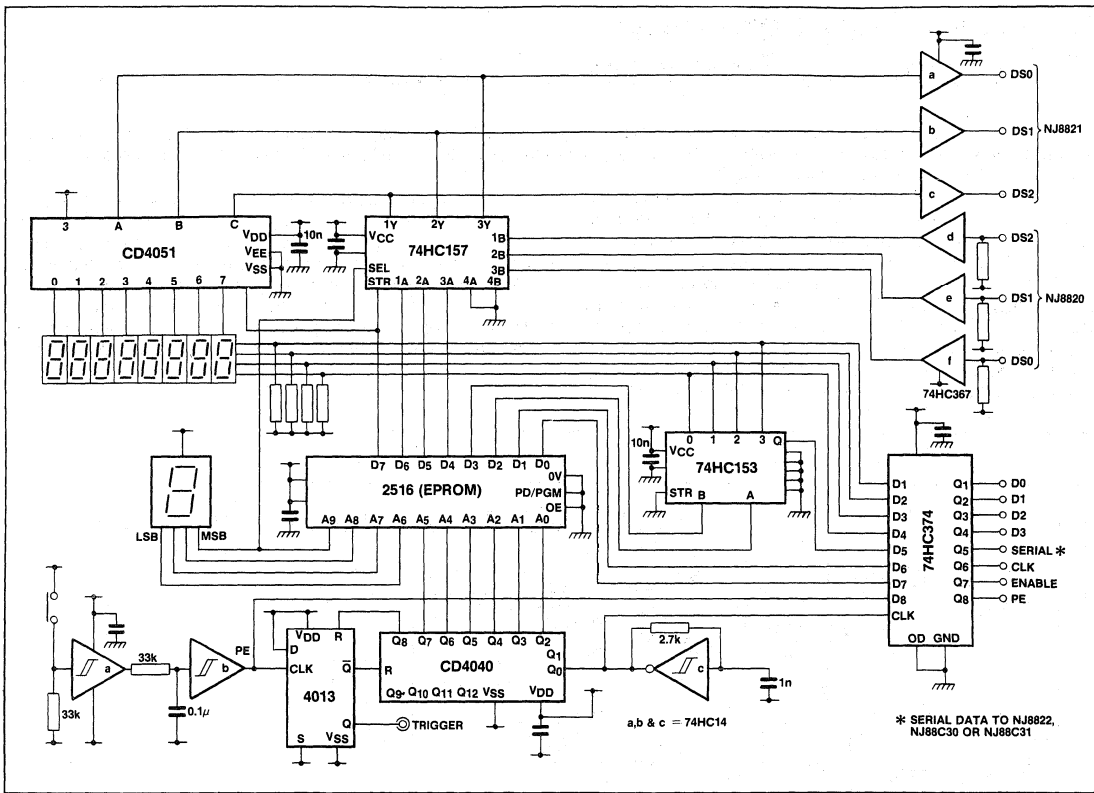 a
DS0
b
DS1
NJ8821
c
DS2
3 A B C
CD4051
VDD
VEE
VSS
0 1 2 3 4 5 6 7
10n
1Y 2Y 3Y
VCC
74HC157
SEL
STR 1A 2A 3A 4A 4B
1B
2B
3B
d
DS2
e
DS1
NJ8820
f
DS0
74HC367
10n
0 1 2 3 Q
VCC
74HC153
STR B A
D7 D6 D5 D4 D3 D2 D1 D0
2516 (EPROM)
0V
PD/PGM
OE
A9 A8 A7 A6 A5 A4 A3 A2 A1 A0
LSB
MSB
D1
D2
D3
D4
D5
D6
D7
D8
CLK
74HC374
OD GND
Q1
Q2
Q3
Q4
Q5
Q6
Q7
Q8
D0
D1
D2
D3
SERIAL *
CLK
ENABLE
PE
a
33k
33k
0.1μ
b
PE
VDD
R
D
CLK
Q
4013
Q
S VSS
TRIGGER
Q8 Q7 Q6 Q5 Q4 Q3 Q2
Q1
Q0
CD4040
R
Q9- Q10 Q11 Q12 VSS VDD
2.7k
c
1n
a,b & c = 74HC14
* SERIAL DATA TO NJ8822,
NJ88C30 OR NJ88C31